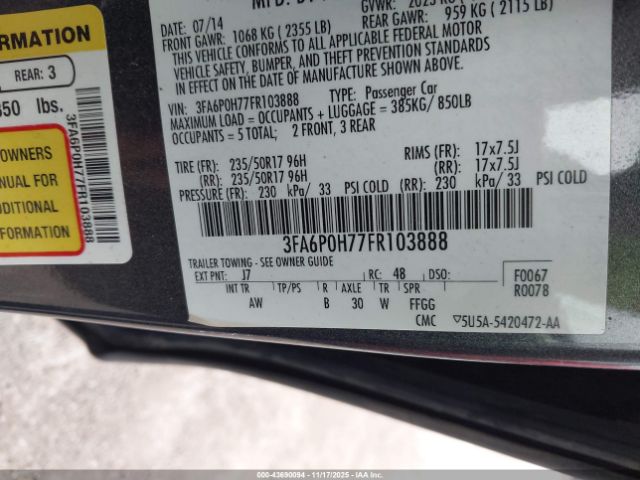 ORMATION
REAR: 3
850 lbs.
OWNERS
ANUAL FOR
DDITIONAL
FORMATION
3FA6P0H77FR103888
07/14
REAR GAWR: 959 KG ( 2115 LB)
FRONT GAWR: 1068 KG ( 2355 LB)
THIS VEHICLE CONFORMS TO ALL APPLICABLE FEDERAL MOTOR
VEHICLE SAFETY, BUMPER, AND THEFT PREVENTION STANDARDS
IN EFFECT ON THE DATE OF MANUFACTURE SHOWN ABOVE.
VIN: 3FA6P0H77FR103888 TYPE: Passenger Car
MAXIMUM LOAD = OCCUPANTS + LUGGAGE = 385KG/ 850LB
OCCUPANTS = 5 TOTAL; 2 FRONT, 3 REAR
TIRE (FR): 235/50R17 96H RIMS (FR): 17x7.5J
(RR): 235/50R17 96H (RR): 17x7.5J
PRESSURE (FR): 230 kPa/ 33 PSI COLD (RR): 230 kPa/ 33 PSI COLD
3FA6P0H77FR103888
TRAILER TOWING - SEE OWNER GUIDE
EXT PNT: J7 RC: 48 DSO: F0067
R0078
INT TR TP/PS R AXLE TR SPR
AW B 30 W FFGG
CMC ▽5U5A-5420472-AA
000-43690094 - 11/17/2025 - IAAI.CA